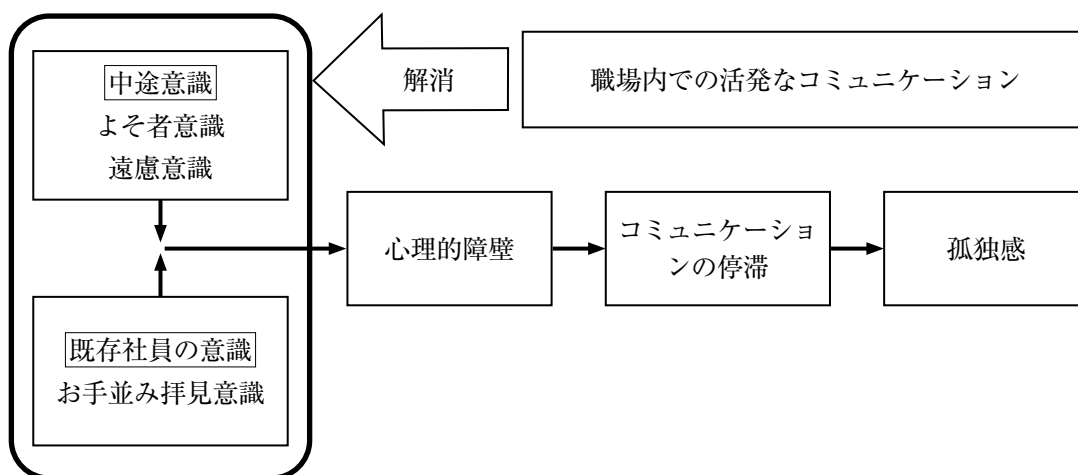 中途意識
よそ者意識
遠慮意識
解消
職場内での活発なコミュニケーション
心理的障壁
コミュニケーショ
ンの停滞
孤独感
既存社員の意識
お手並み拝見意識